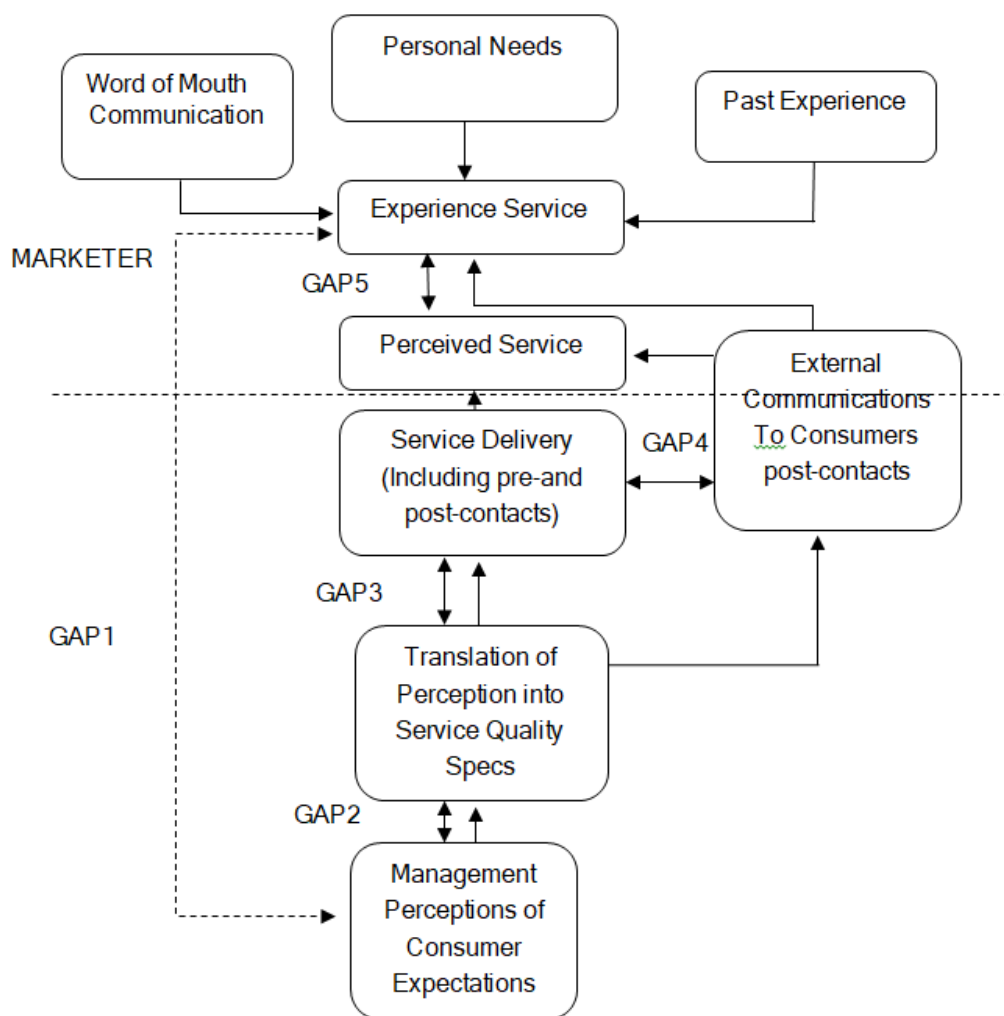 Personal Needs
Word of Mouth
Communication
Past Experience
Experience Service
MARKETER
GAP5
Perceived Service
External
Communications
To Consumers
post-contacts
Service Delivery
(Including pre-and
post-contacts)
GAP4
GAP3
GAP1
Translation of
Perception into
Service Quality
Specs
GAP2
Management
Perceptions of
Consumer
Expectations